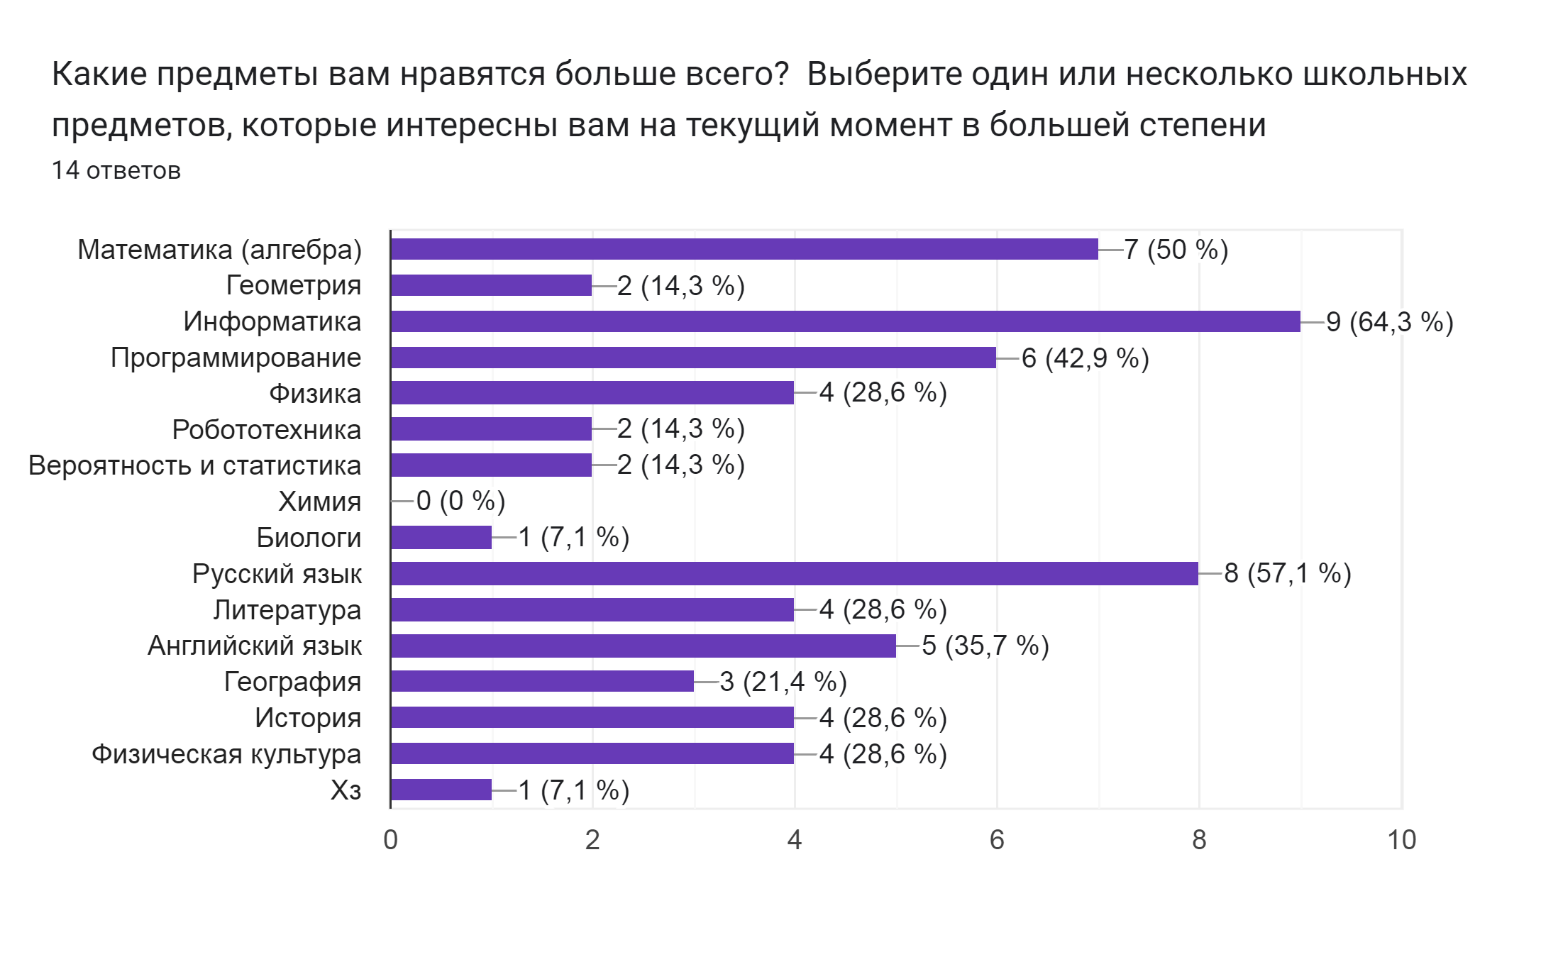 Какие предметы вам нравятся больше всего?  Выберите один или несколько школьных
предметов, которые интересны вам на текущий момент в большей степени
14 ответов
Математика (алгебра) 7 (50 %)
Геометрия 2 (14,3 %)
Информатика 9 (64,3 %)
Программирование 6 (42,9 %)
Физика 4 (28,6 %)
Робототехника 2 (14,3 %)
Вероятность и статистика 2 (14,3 %)
Химия 0 (0 %)
Биологи 1 (7,1 %)
Русский язык 8 (57,1 %)
Литература 4 (28,6 %)
Английский язык 5 (35,7 %)
География 3 (21,4 %)
История 4 (28,6 %)
Физическая культура 4 (28,6 %)
Хз 1 (7,1 %)
0 2 4 6 8 10